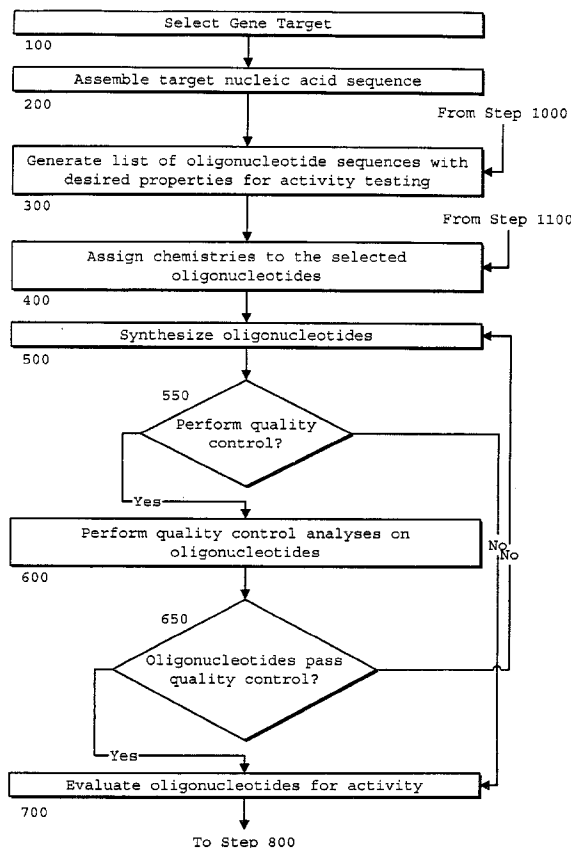 Select Gene Target
100
Assemble target nucleic acid sequence
200
From Step 1000
Generate list of oligonucleotide sequences with
desired properties for activity testing
300
From Step 1100
Assign chemistries to the selected
oligonucleotides
400
Synthesize oligonucleotides
500
550
Perform quality
control?
Yes
Perform quality control analyses on
oligonucleotides
No
No
600
650
Oligonucleotides pass
quality control?
Yes
Evaluate oligonucleotides for activity
700
To Step 800